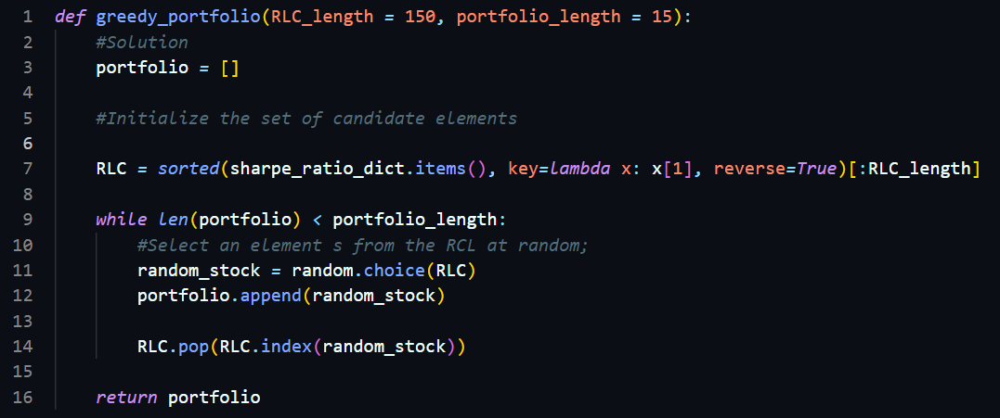 1 def greedy_portfolio(RLC_length = 150, portfolio_length = 15):
2     #Solution
3     portfolio = []
4
5     #Initialize the set of candidate elements
6
7     RLC = sorted(sharpe_ratio_dict.items(), key=lambda x: x[1], reverse=True)[:RLC_length]
8
9     while len(portfolio) < portfolio_length:
10         #Select an element s from the RCL at random;
11         random_stock = random.choice(RLC)
12         portfolio.append(random_stock)
13
14         RLC.pop(RLC.index(random_stock))
15
16     return portfolio